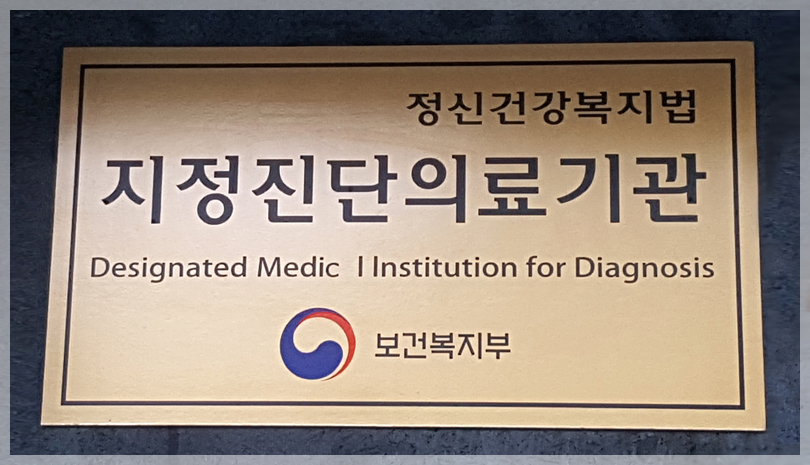 정신건강복지법
지정진단의료기관
Designated Medic l Institution for Diagnosis
보건복지부